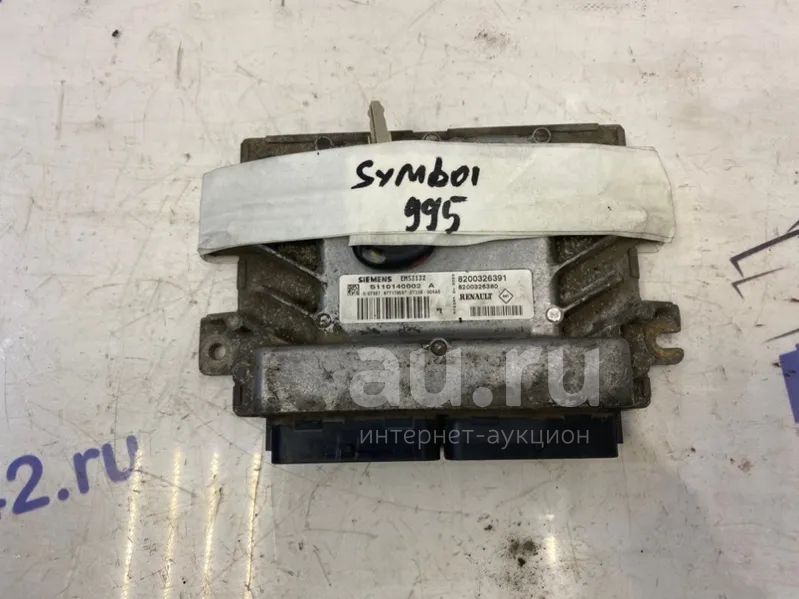 Symbol
995
SIEMENS EMS3132
S110140002 A
8200326391
8200326380
RENAULT
au.ru
интернет-аукцион
2.ru